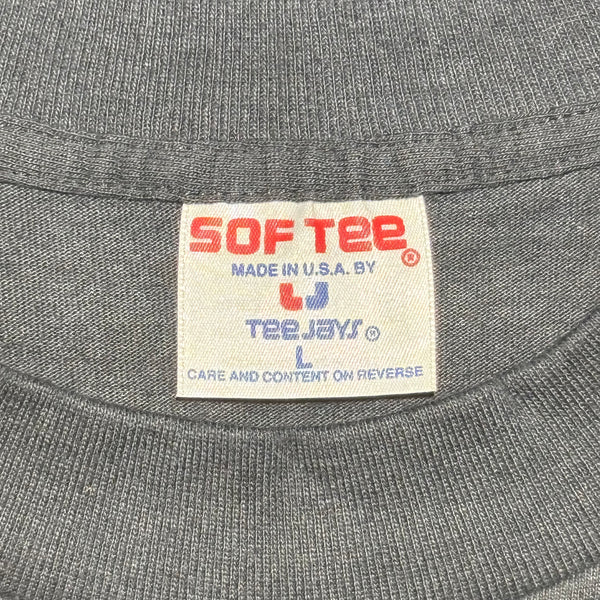 SOF TEE®
MADE IN U.S.A. BY
TEE JAYS®
L
CARE AND CONTENT ON REVERSE